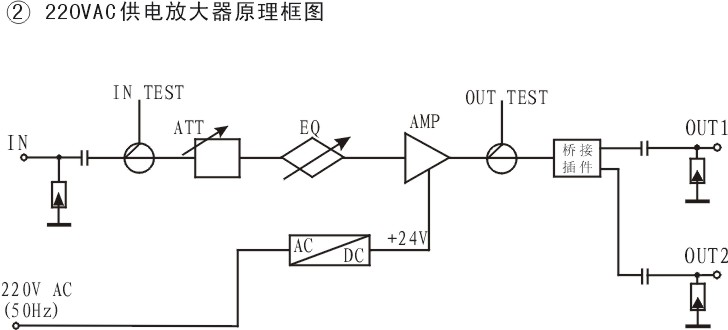 ② 220VAC供电放大器原理框图
IN TEST
OUT TEST
ATT
EQ
AMP
OUT1
IN
桥接
插件
+24V
AC
DC
OUT2
220V AC
(50Hz)